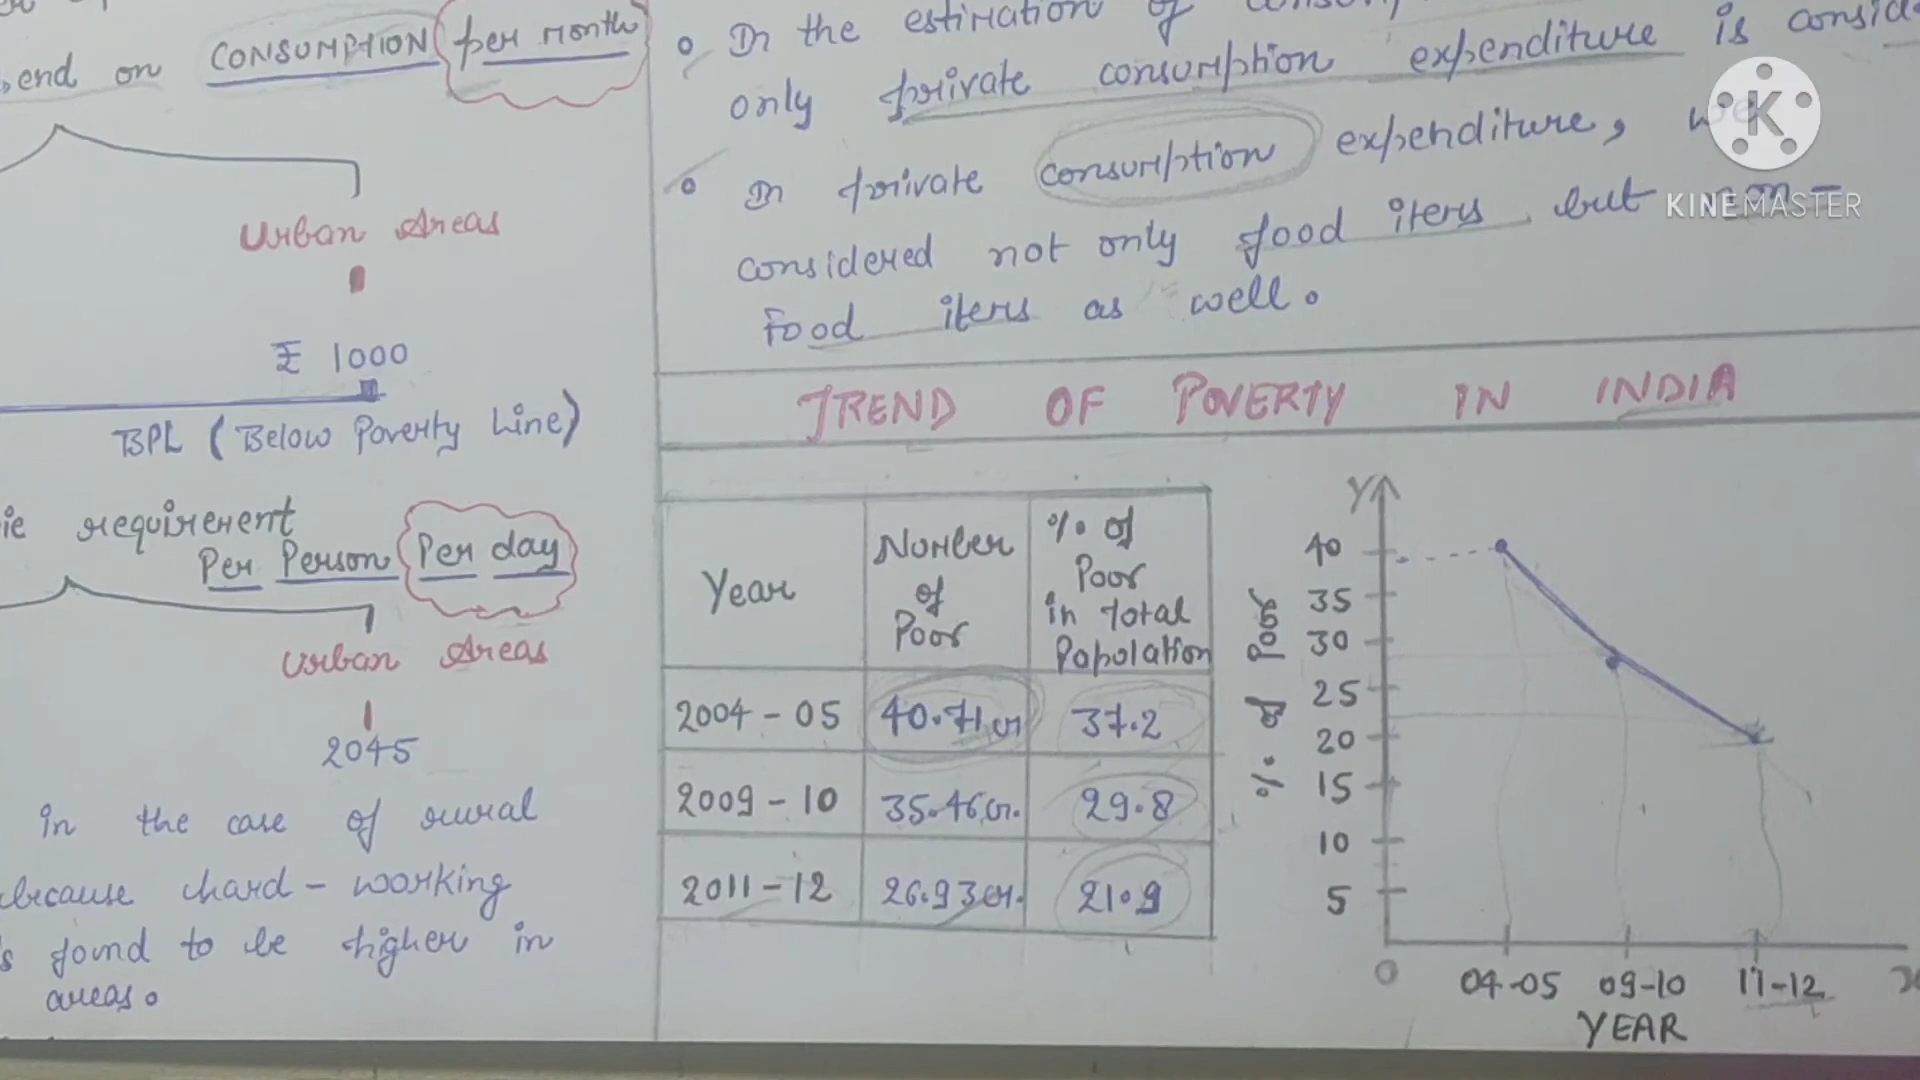 CONSUMPTION per month
end on
Urban Areas
₹ 1000
BPL (Below Poverty Line)
requirement
Per Person Per day
Urban Areas
2045
in the case of rural
because hard-working
found to be higher in
areas.
In the estimation of
only private consumption expenditure is
In private consumption expenditure,
considered not only food items, but
Food items as well.
K
KINEMASTER
TREND OF POVERTY IN INDIA
Year
Number
of
Poor
% of
Poor
in total
Papolation
2004-05 40.71 cr 37.2
2009-10 35.46 cr. 29.8
2011-12 26.93 cr. 21.9
Y
40
35
30
25
20
15
10
5
0
% of Poor
04-05 09-10 11-12
YEAR